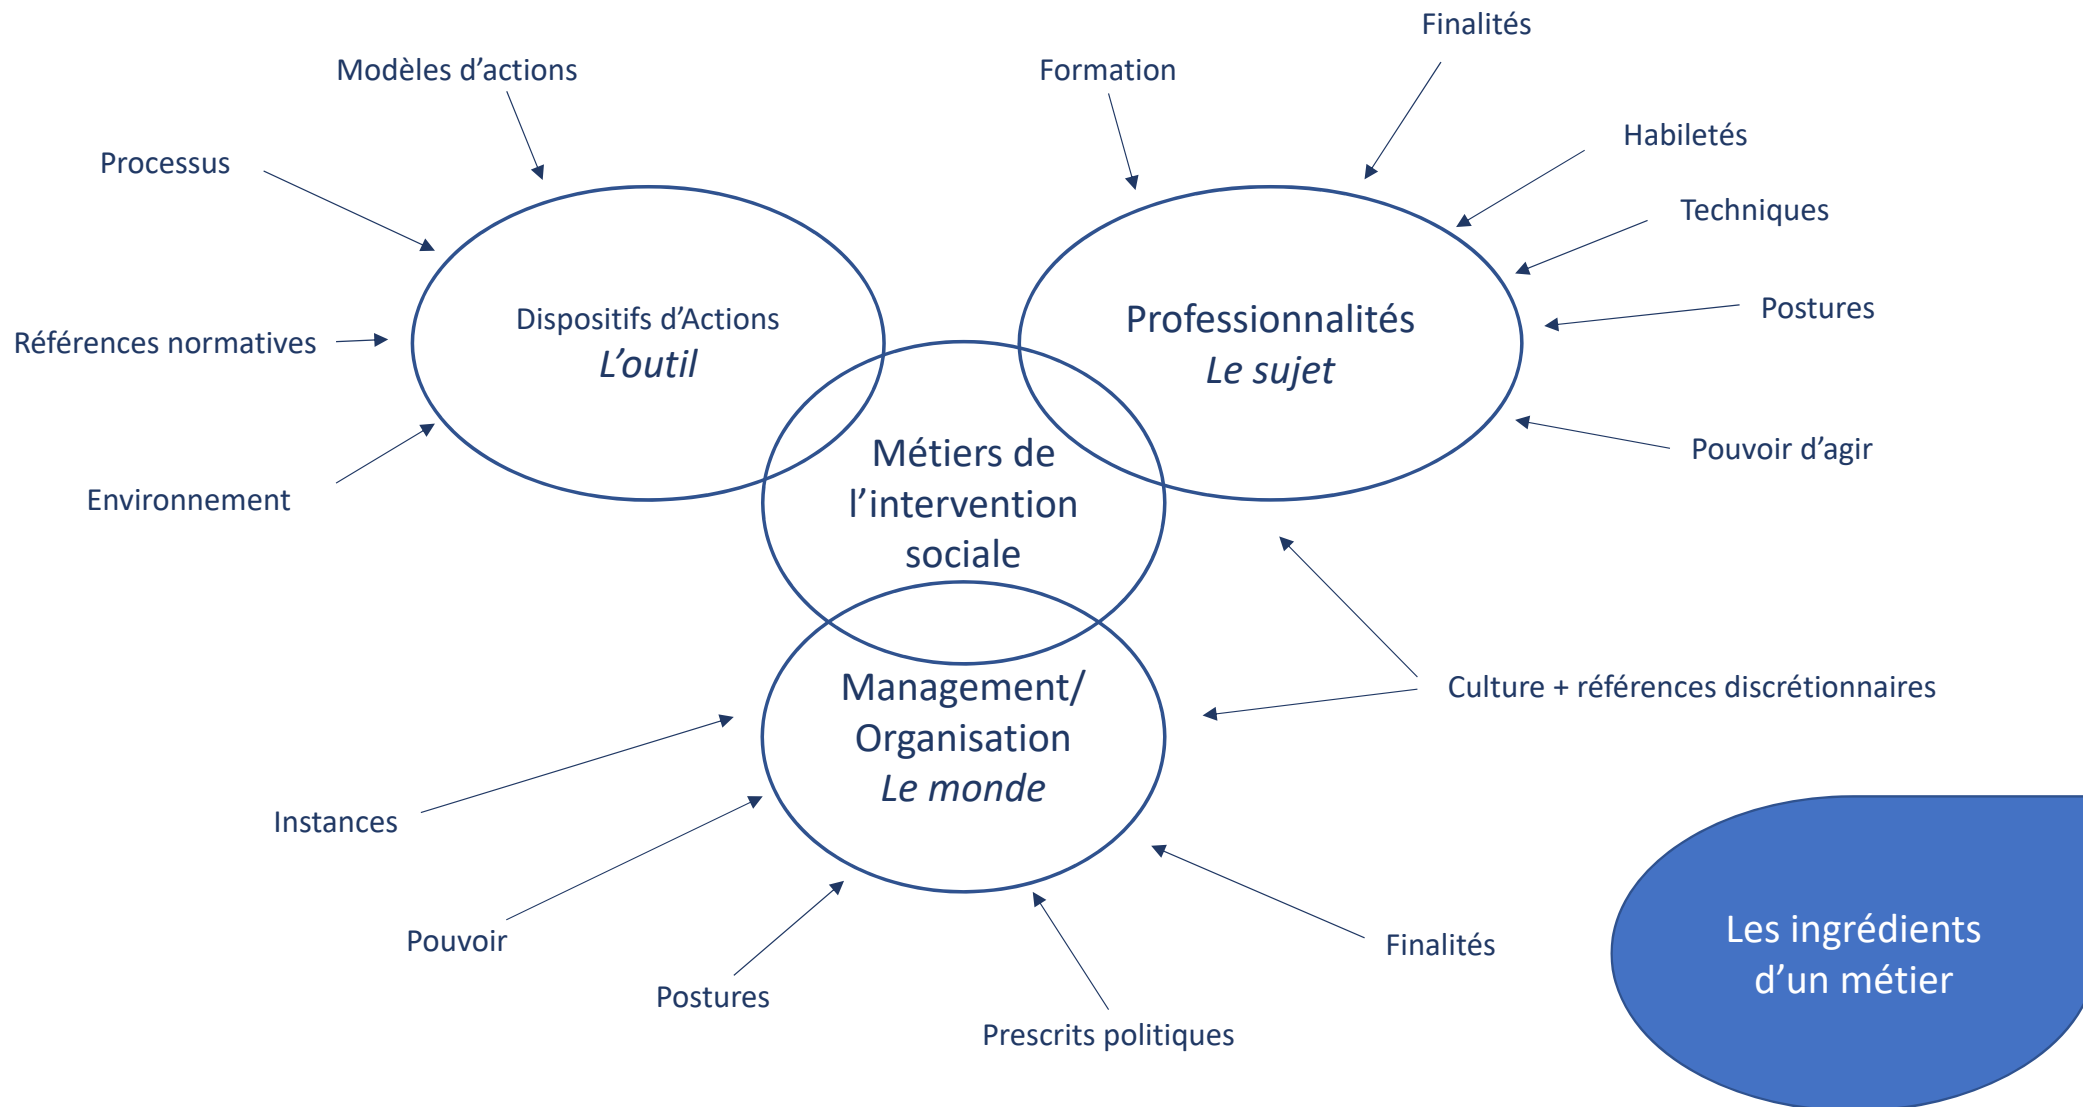 Finalités
Modèles d’actions
Formation
Habiletés
Processus
Techniques
Dispositifs d’Actions
L’outil
Professionnalités
Le sujet
Postures
Références normatives
Pouvoir d’agir
Environnement
Métiers de
l’intervention
sociale
Management/
Organisation
Le monde
Culture + références discrétionnaires
Instances
Pouvoir
Postures
Prescrits politiques
Finalités
Les ingrédients
d’un métier